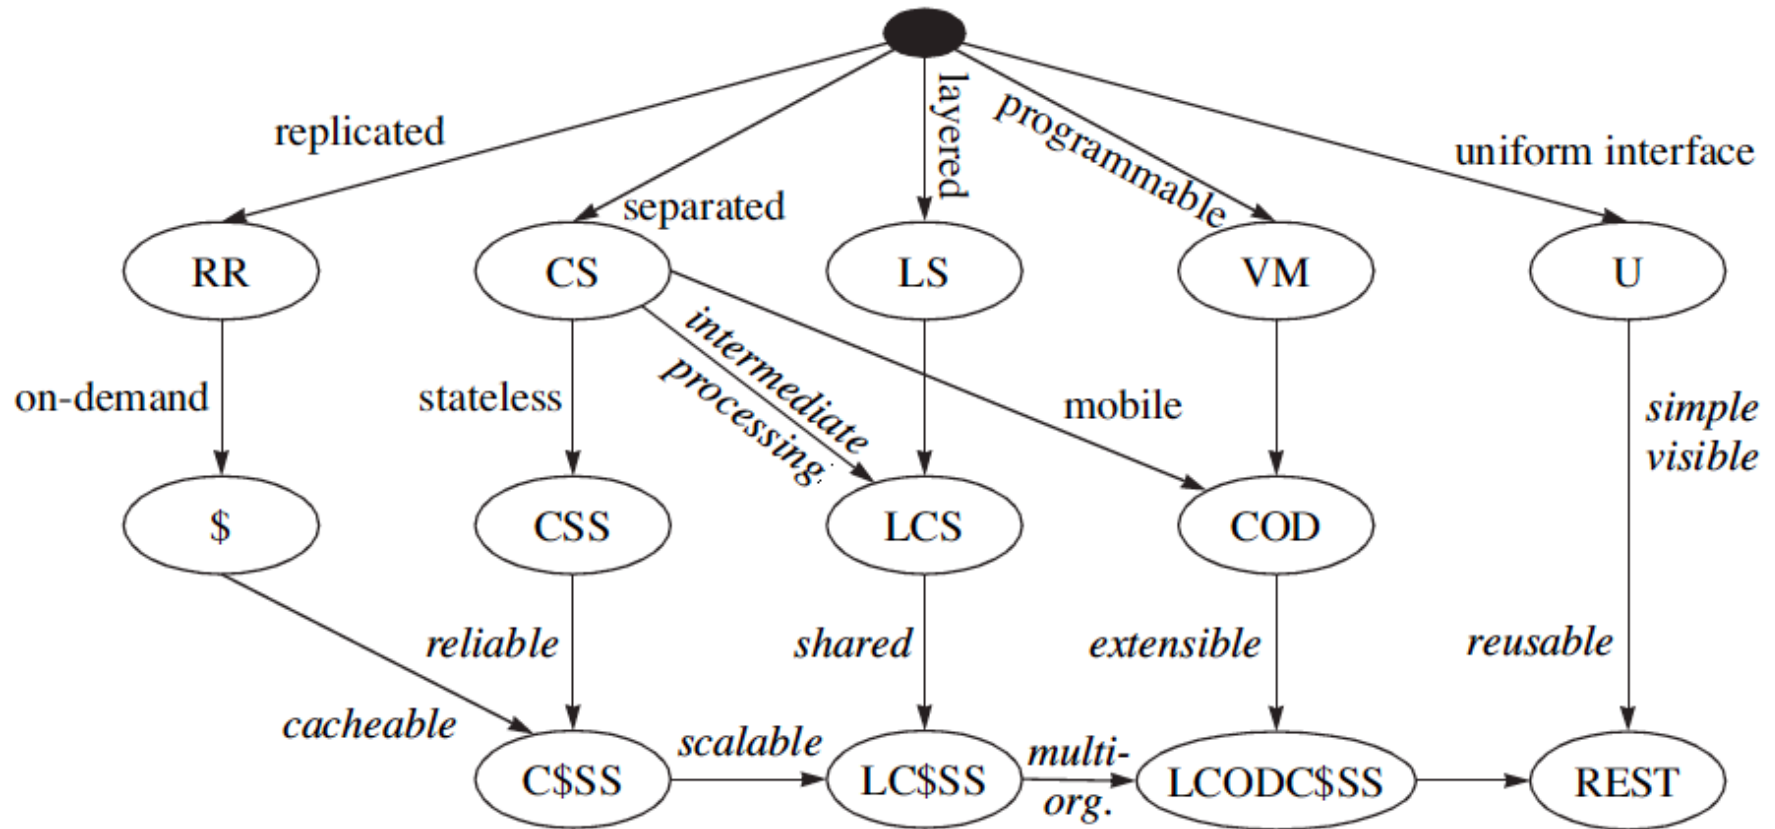 layered
programmable
replicated
uniform interface
separated
RR
CS
LS
VM
U
intermediate
processing.
on-demand
stateless
mobile
simple
visible
$
CSS
LCS
COD
reliable
shared
extensible
reusable
cacheable
scalable
multi-
org.
C$SS
LC$SS
LCODC$SS
REST